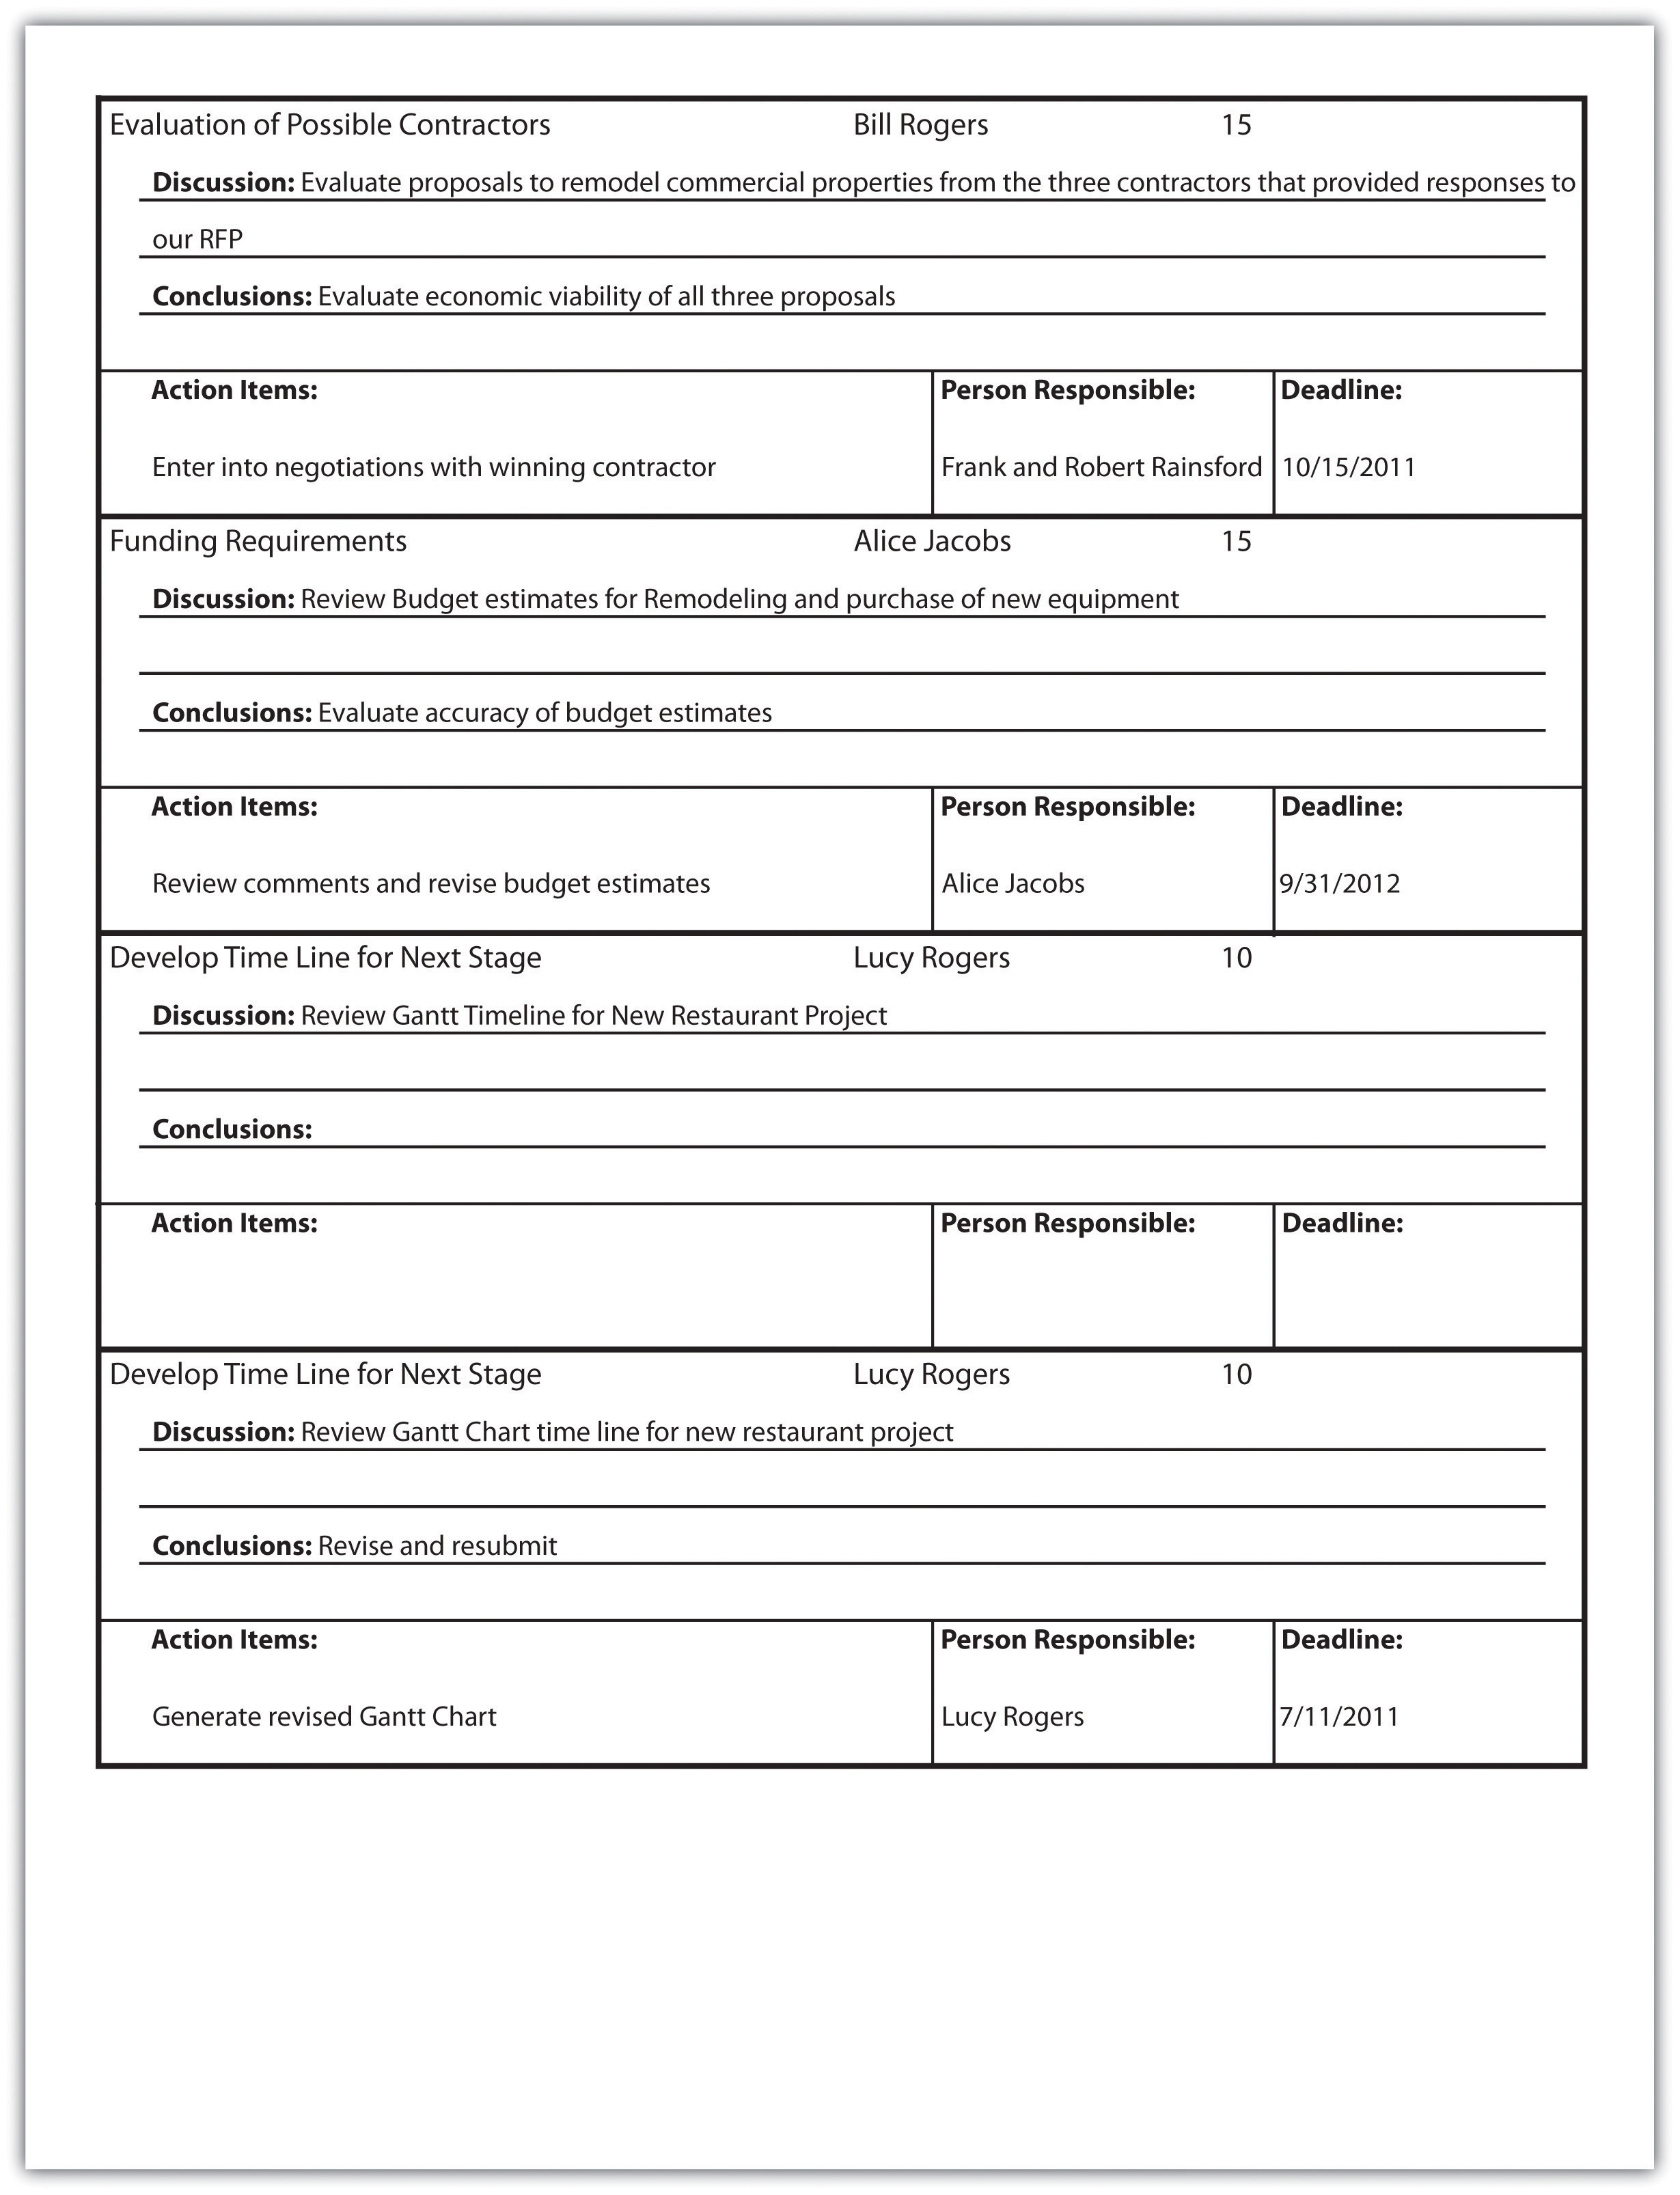 Evaluation of Possible Contractors Bill Rogers 15
Discussion: Evaluate proposals to remodel commercial properties from the three contractors that provided responses to
our RFP
Conclusions: Evaluate economic viability of all three proposals
Action Items: Person Responsible: Deadline:
Enter into negotiations with winning contractor Frank and Robert Rainsford 10/15/2011
Funding Requirements Alice Jacobs 15
Discussion: Review Budget estimates for Remodeling and purchase of new equipment
Conclusions: Evaluate accuracy of budget estimates
Action Items: Person Responsible: Deadline:
Review comments and revise budget estimates Alice Jacobs 9/31/2012
Develop Time Line for Next Stage Lucy Rogers 10
Discussion: Review Gantt Timeline for New Restaurant Project
Conclusions:
Action Items: Person Responsible: Deadline:
Develop Time Line for Next Stage Lucy Rogers 10
Discussion: Review Gantt Chart time line for new restaurant project
Conclusions: Revise and resubmit
Action Items: Person Responsible: Deadline:
Generate revised Gantt Chart Lucy Rogers 7/11/2011